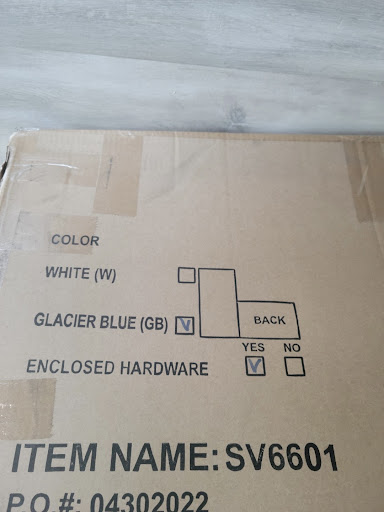 COLOR
WHITE (W)
GLACIER BLUE (GB)
BACK
YES NO
ENCLOSED HARDWARE
ITEM NAME: SV6601
P.O.#: 04302022